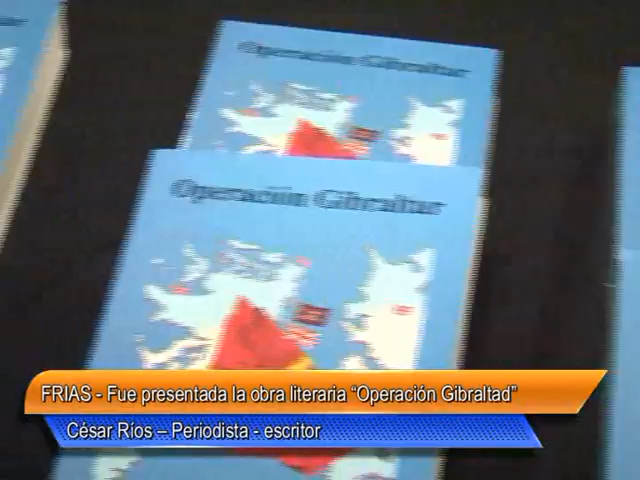 Operación Gibraltar
Operación Gibraltar
FRIAS - Fue presentada la obra literaria “Operación Gibraltad”
César Ríos – Periodista - escritor